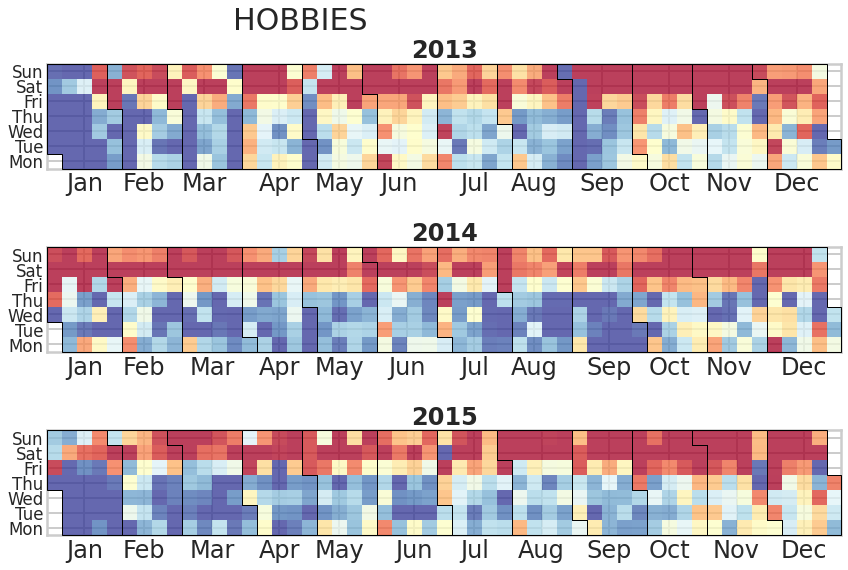 HOBBIES
2013
Sun
Sat
Fri
Thu
Wed
Tue
Mon
Jan Feb Mar Apr May Jun Jul Aug Sep Oct Nov Dec
2014
Sun
Sat
Fri
Thu
Wed
Tue
Mon
Jan Feb Mar Apr May Jun Jul Aug Sep Oct Nov Dec
2015
Sun
Sat
Fri
Thu
Wed
Tue
Mon
Jan Feb Mar Apr May Jun Jul Aug Sep Oct Nov Dec